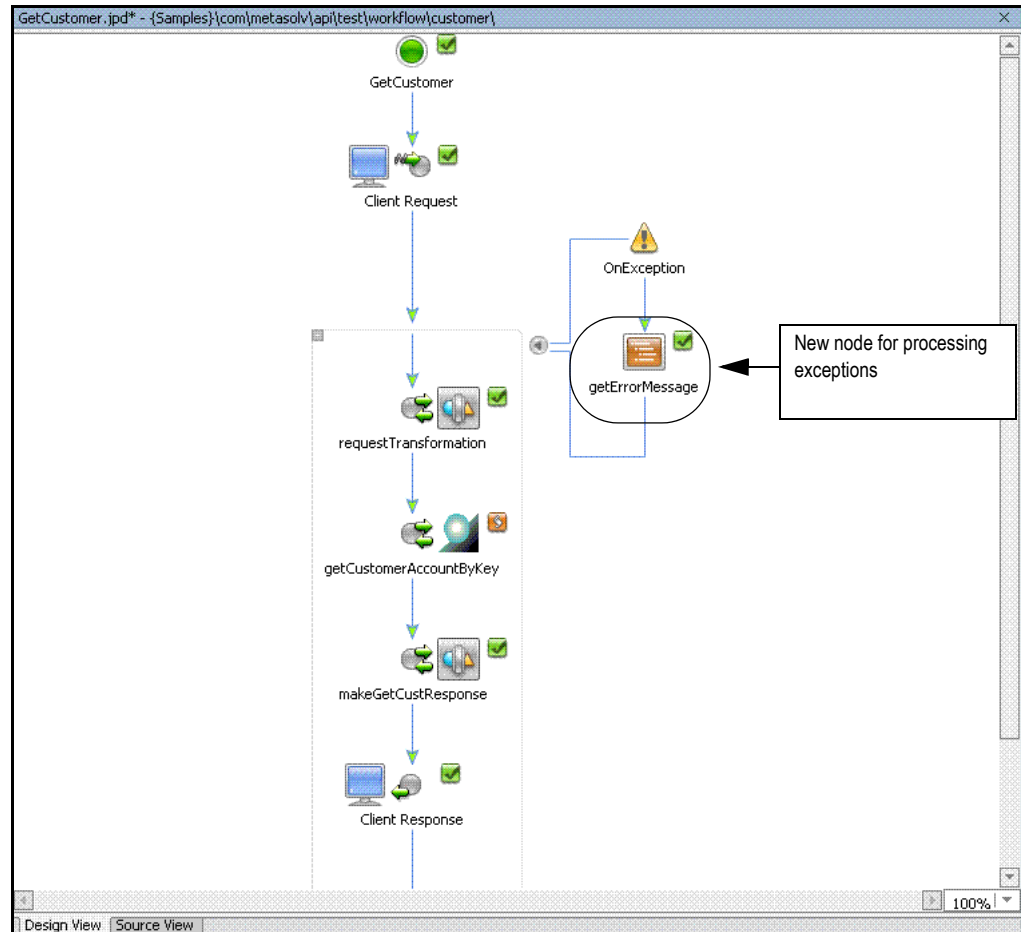 GetCustomer.jpd* - {Samples}\com\metasolv\api\test\workflow\customer\
GetCustomer
Client Request
OnException
getErrorMessage
New node for processing
exceptions
requestTransformation
getCustomerAccountByKey
makeGetCustResponse
Client Response
100%
Design View Source View